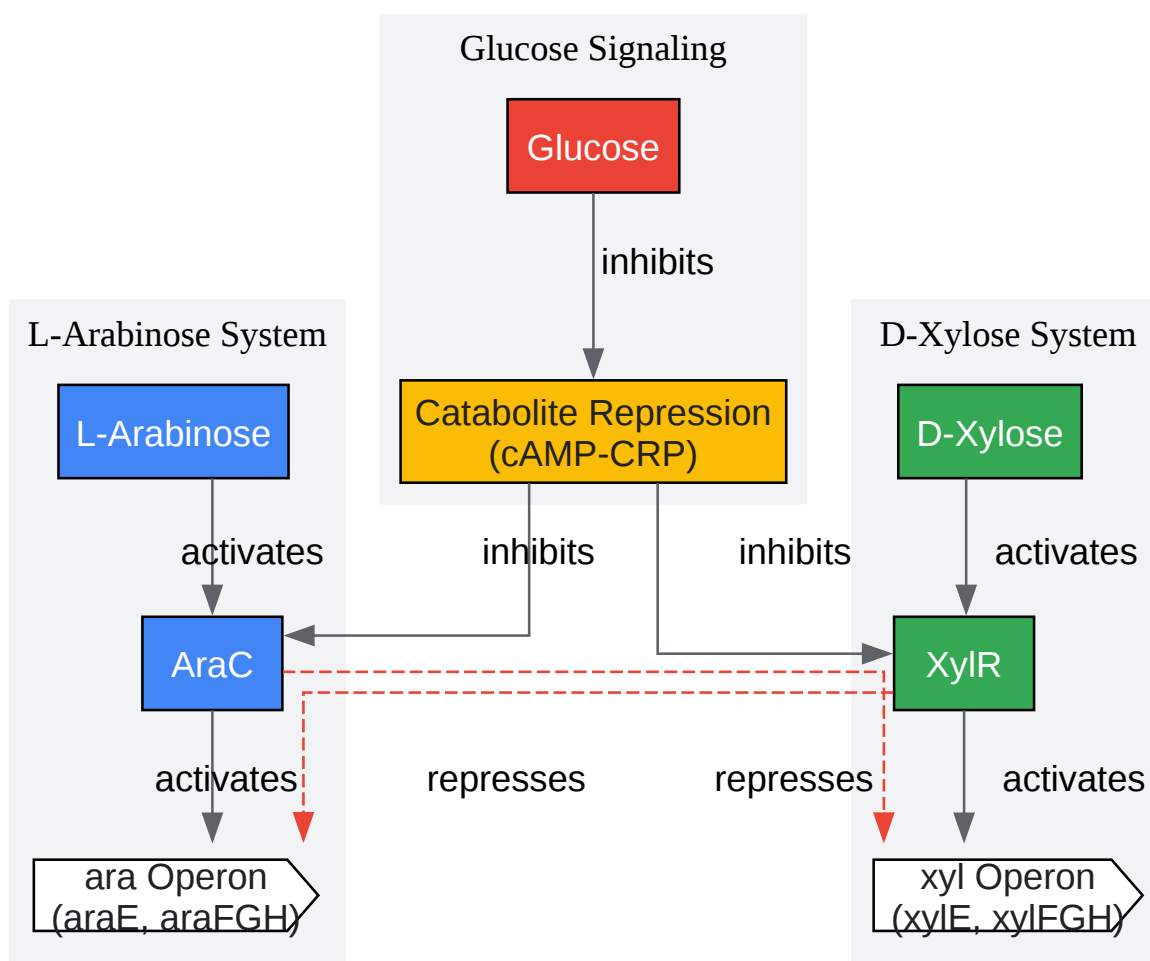 Glucose Signaling
Glucose
inhibits
L-Arabinose System
D-Xylose System
L-Arabinose
Catabolite Repression
(cAMP-CRP)
D-Xylose
activates
inhibits
inhibits
activates
AraC
XylR
activates
represses
represses
activates
ara Operon
(araE, araFGH)
xyl Operon
(xylE, xylFGH)